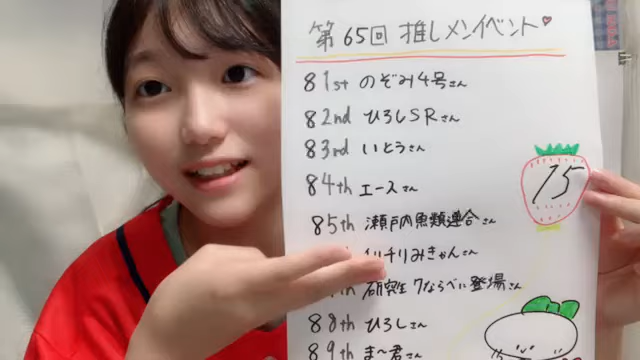 第65回 推しメンイベント
81st のぞみ4号さん
82nd ひろしSRさん
83rd いとうさん
84th エースさん
85th 瀬戸内魚類連合さん
チリみきゃんさん
研究生7ならべに登場さん
88th ひろしさん
89th ま〜君さん
15